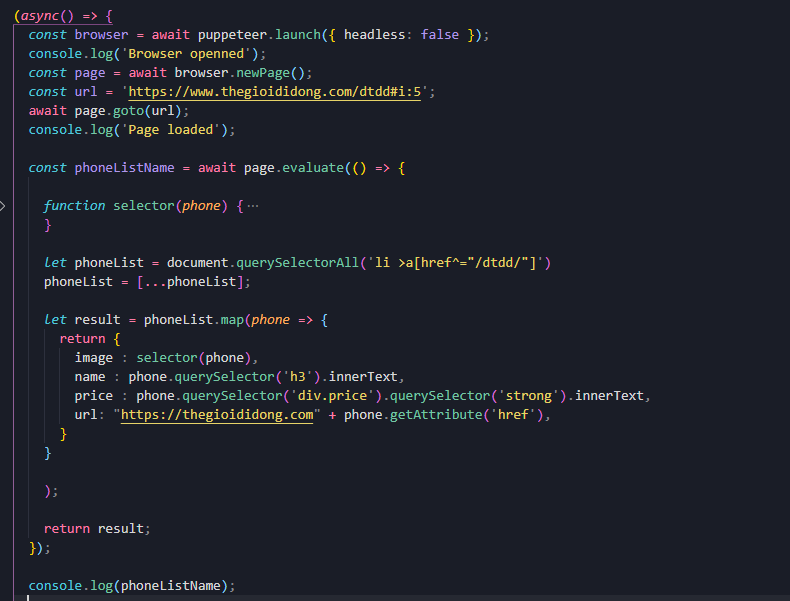 (async() => {
const browser = await puppeteer.launch({ headless: false });
console.log('Browser openned');
const page = await browser.newPage();
const url = 'https://www.thegioididong.com/dtdd#i:5';
await page.goto(url);
console.log('Page loaded');
const phoneListName = await page.evaluate(() => {
function selector(phone) { ···
}
let phoneList = document.querySelectorAll('li >a[href^="/dtdd/"]')
phoneList = [...phoneList];
let result = phoneList.map(phone => {
return {
image : selector(phone),
name : phone.querySelector('h3').innerText,
price : phone.querySelector('div.price').querySelector('strong').innerText,
url: "https://thegioididong.com" + phone.getAttribute('href'),
}
}
);
return result;
});
console.log(phoneListName);